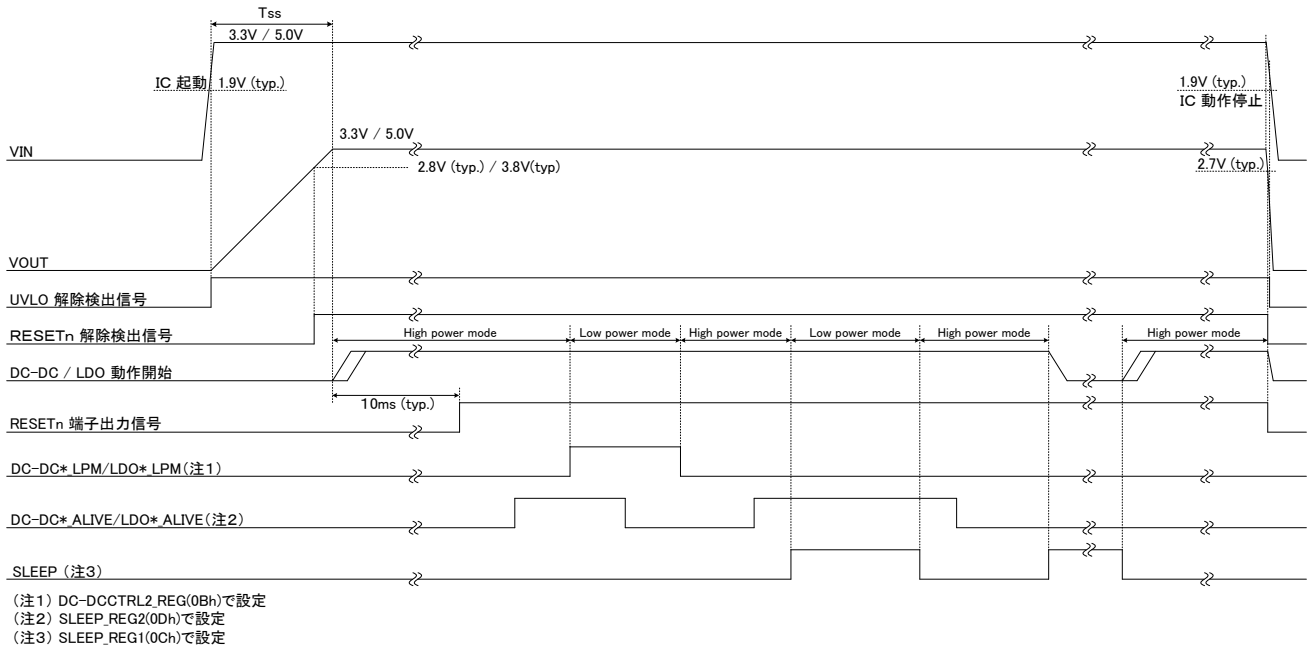 Tss
3.3V / 5.0V
IC 起動 1.9V (typ.)
1.9V (typ.)
IC 動作停止
3.3V / 5.0V
VIN
2.8V (typ.) / 3.8V(typ)
2.7V (typ.)
VOUT
UVLO 解除検出信号
RESETn 解除検出信号
High power mode
Low power mode
High power mode
Low power mode
High power mode
High power mode
DC-DC / LDO 動作開始
10ms (typ.)
RESETn 端子出力信号
DC-DC*_LPM/LDO*_LPM(注1)
DC-DC*_ALIVE/LDO*_ALIVE(注2)
SLEEP (注3)
(注1) DC-DCCTRL2_REG(0Bh)で設定
(注2) SLEEP_REG2(0Dh)で設定
(注3) SLEEP_REG1(0Ch)で設定